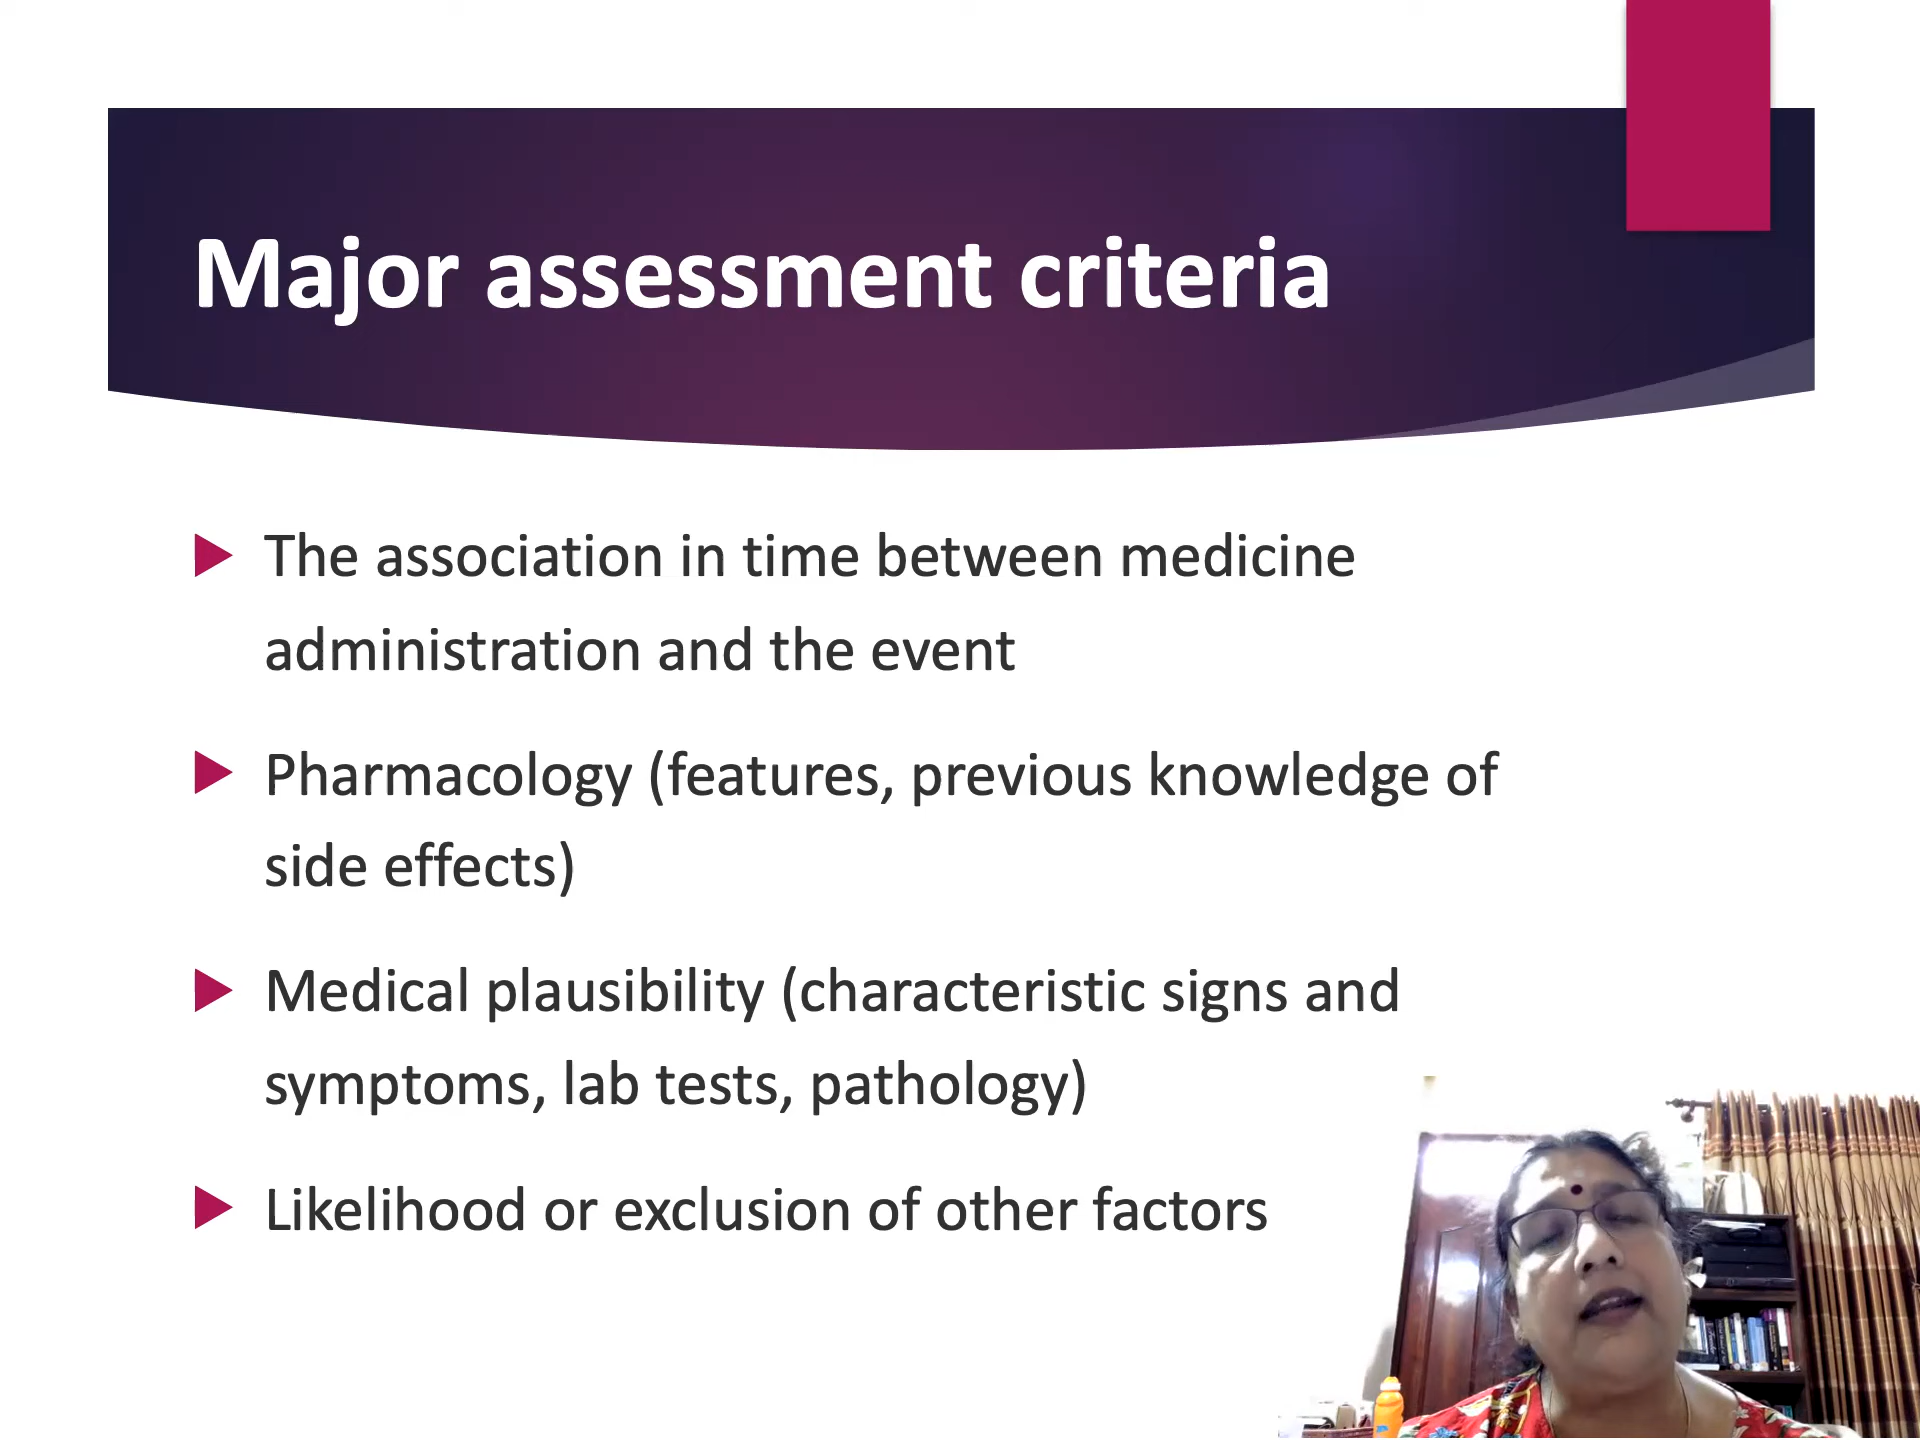 Major assessment criteria
The association in time between medicine
administration and the event
Pharmacology (features, previous knowledge of
side effects)
Medical plausibility (characteristic signs and
symptoms, lab tests, pathology)
Likelihood or exclusion of other factors